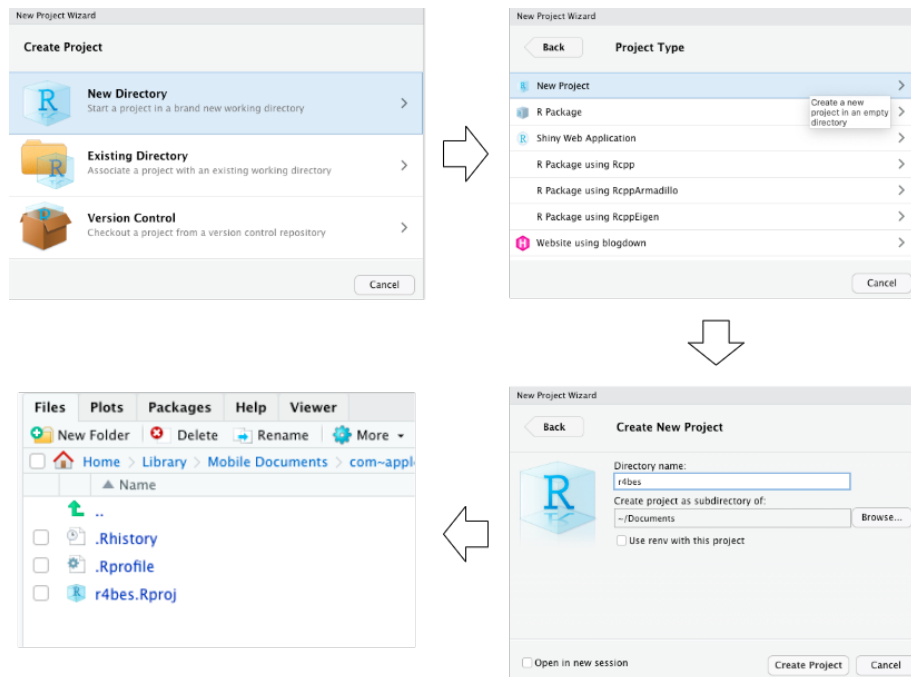 New Project Wizard
Create Project
New Directory
Start a project in a brand new working directory
Existing Directory
Associate a project with an existing working directory
Version Control
Checkout a project from a version control repository
Cancel
New Project Wizard
Back Project Type
New Project
R Package
Create a new
project in an empty
directory
Shiny Web Application
R Package using Rcpp
R Package using RcppArmadillo
R Package using RcppEigen
Website using blogdown
Cancel
New Project Wizard
Back Create New Project
Directory name:
r4bes
Create project as subdirectory of:
~/Documents Browse...
Use renv with this project
Open in new session Create Project Cancel
Files Plots Packages Help Viewer
New Folder Delete Rename More
Home Library Mobile Documents com~appl
Name
..
.Rhistory
.Rprofile
r4bes.Rproj